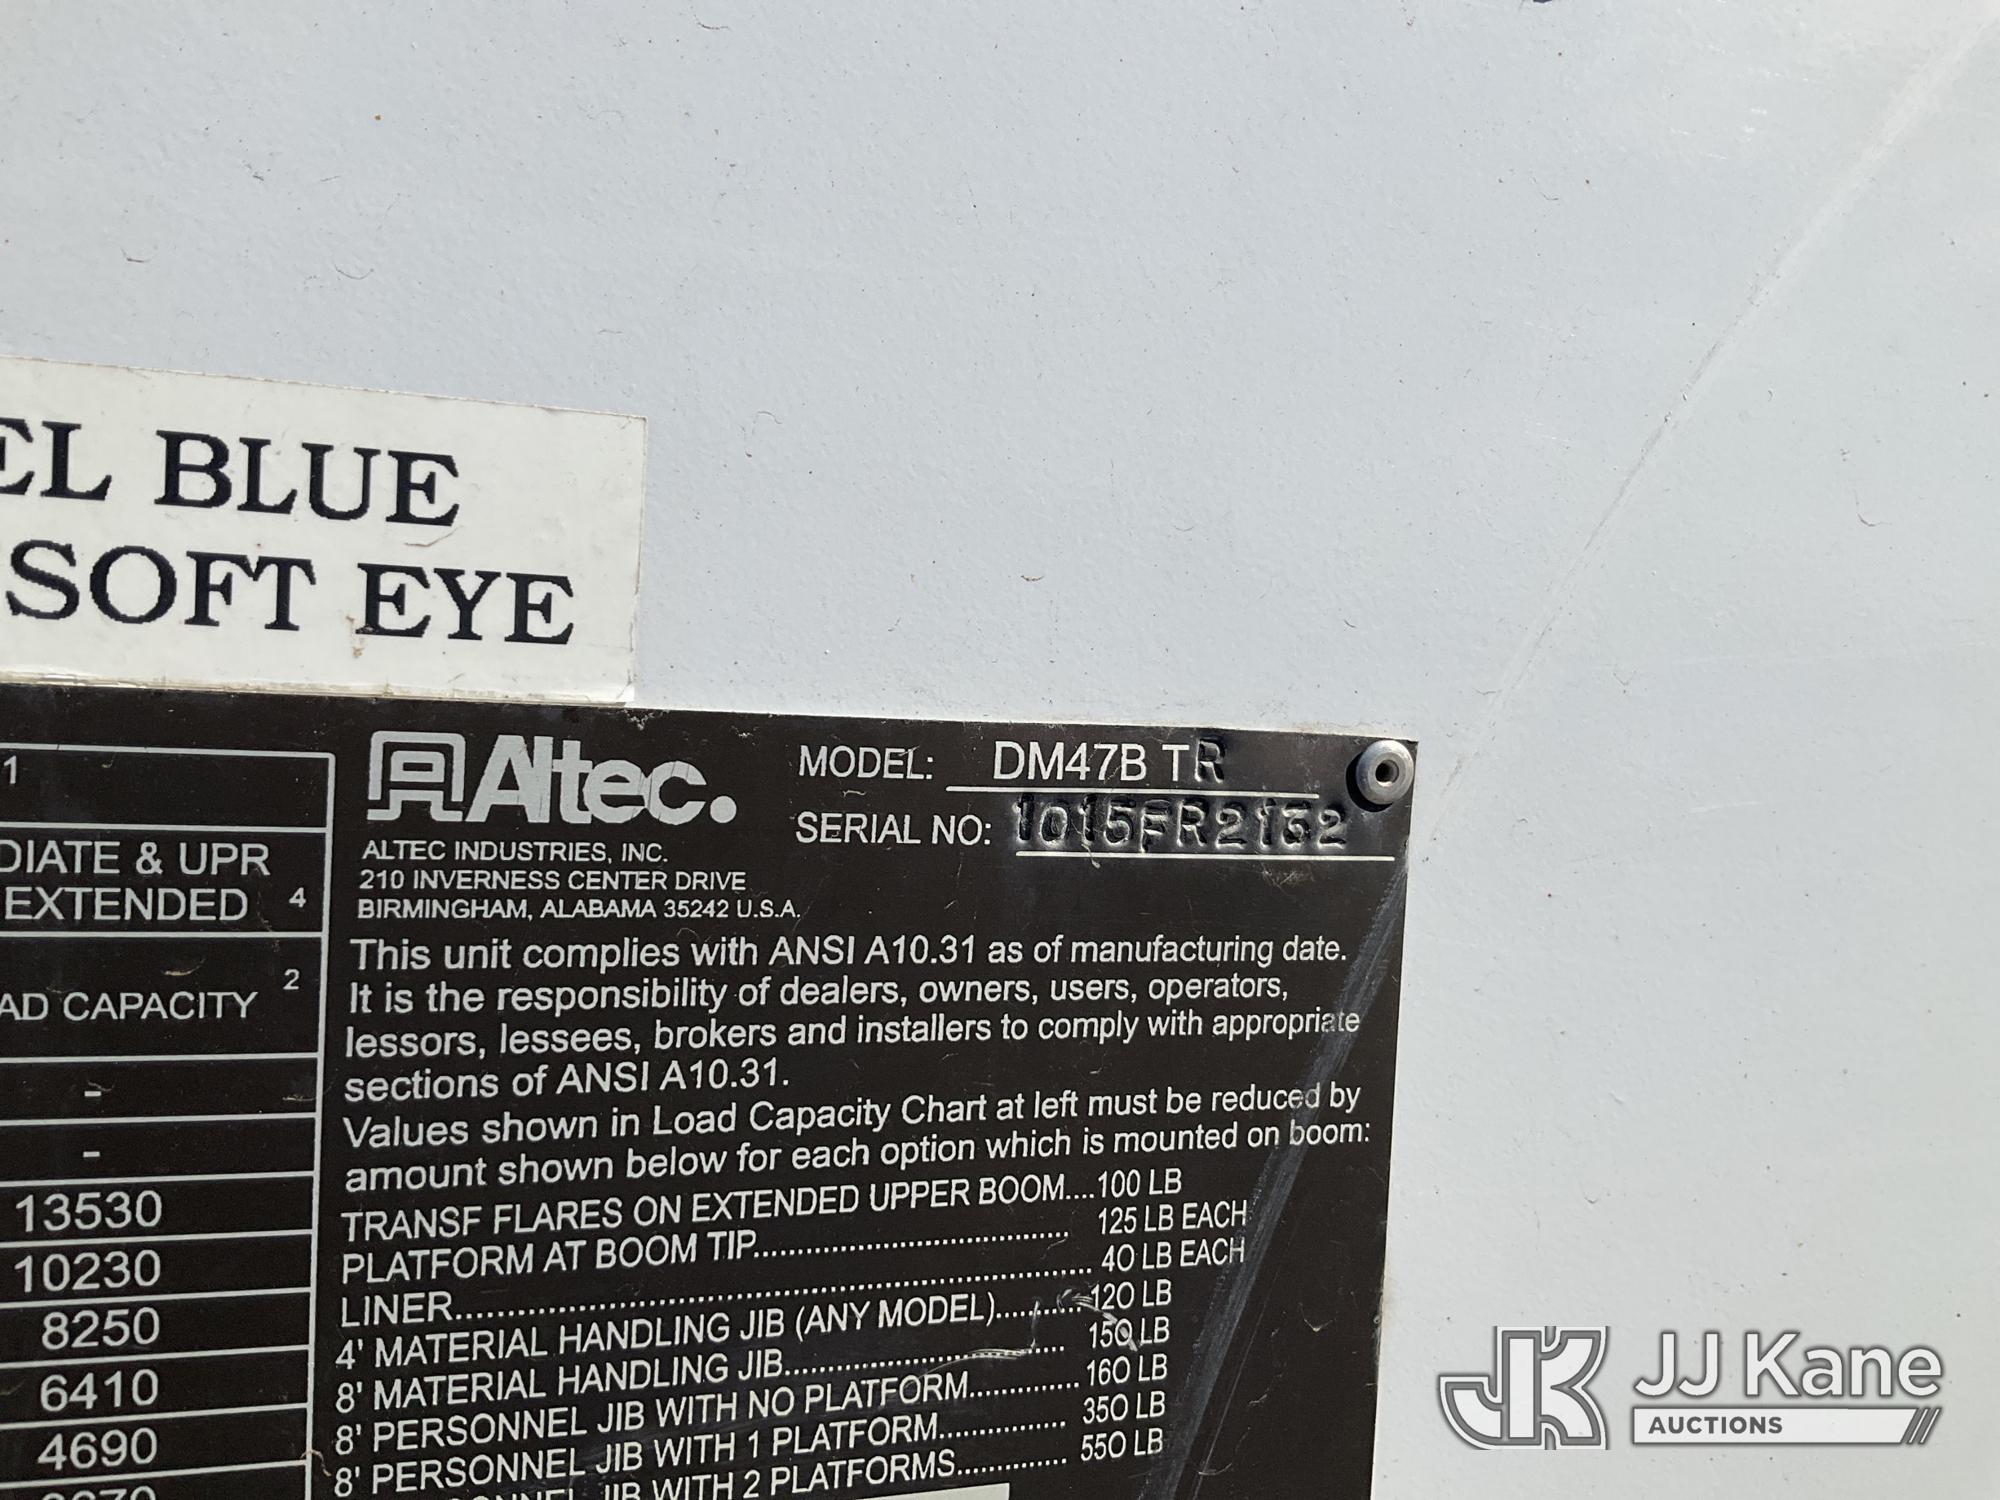 EL BLUE
SOFT EYE
1
DIATE & UPR
EXTENDED 4
AD CAPACITY 2
-
-
13530
10230
8250
6410
4690
Altec.
ALTEC INDUSTRIES, INC.
210 INVERNESS CENTER DRIVE
BIRMINGHAM, ALABAMA 35242 U.S.A.
MODEL: DM47B TR
SERIAL NO: 1015FR2132
This unit complies with ANSI A10.31 as of manufacturing date.
It is the responsibility of dealers, owners, users, operators,
lessors, lessees, brokers and installers to comply with appropriate
sections of ANSI A10.31.
Values shown in Load Capacity Chart at left must be reduced by
amount shown below for each option which is mounted on boom:
TRANSF FLARES ON EXTENDED UPPER BOOM....100 LB
PLATFORM AT BOOM TIP.................................... 125 LB EACH
LINER.......................................................................... 40 LB EACH
4' MATERIAL HANDLING JIB (ANY MODEL)..........120 LB
8' MATERIAL HANDLING JIB................................ 150 LB
8' PERSONNEL JIB WITH NO PLATFORM.............160 LB
8' PERSONNEL JIB WITH 1 PLATFORM............... 350 LB
JIB WITH 2 PLATFORMS.............. 550 LB
JJ Kane
AUCTIONS